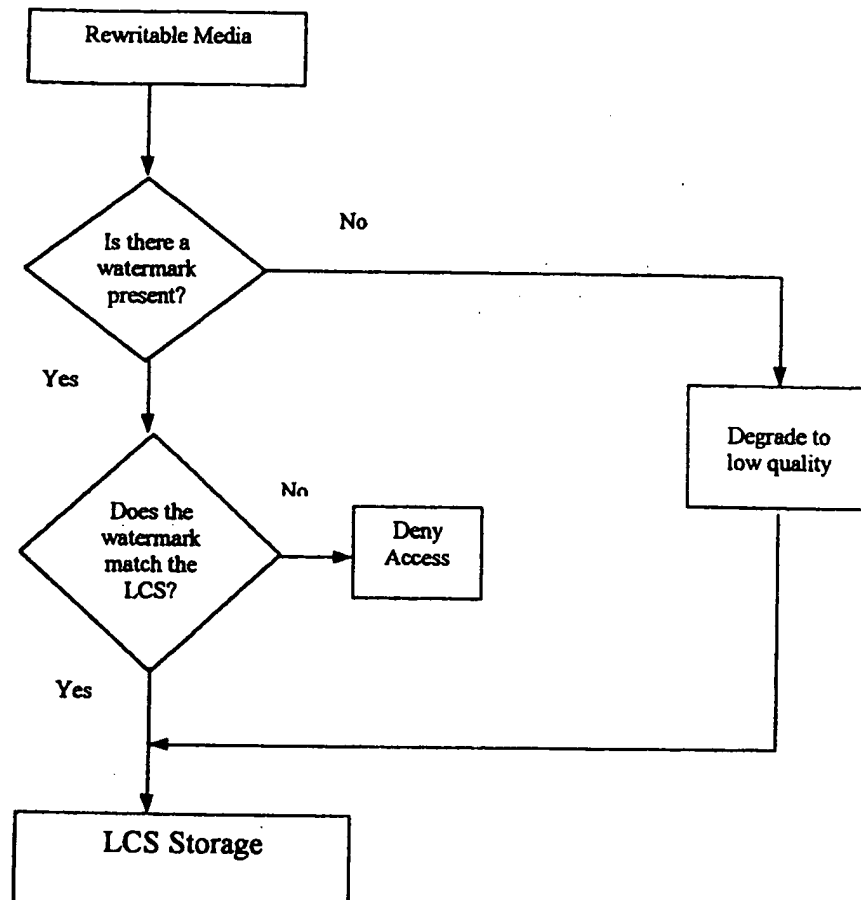 Rewritable Media
No
Is there a
watermark
present?
Yes
Degrade to
low quality
No
Does the
watermark
match the
LCS?
Deny
Access
Yes
LCS Storage